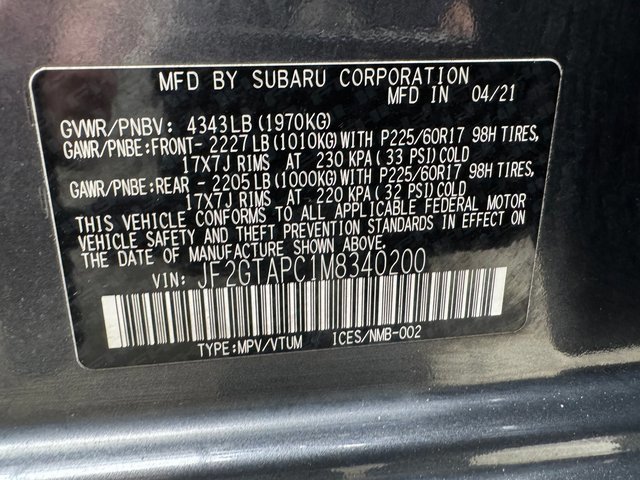 MFD BY SUBARU CORPORATION
MFD IN 04/21
GVWR/PNBV: 4343LB(1970KG)
GAWR/PNBE:FRONT- 2227LB(1010KG)WITH P225/60R17 98H TIRES,
17X7J RIMS AT 230 KPA(33 PSI)COLD
GAWR/PNBE:REAR - 2205LB(1000KG)WITH P225/60R17 98H TIRES,
17X7J RIMS AT 220 KPA(32 PSI)COLD
THIS VEHICLE CONFORMS TO ALL APPLICABLE FEDERAL MOTOR
VEHICLE SAFETY AND THEFT PREVENTION STANDARDS IN EFFECT ON
THE DATE OF MANUFACTURE SHOWN ABOVE.
VIN: JF2GTAPC1M8340200
TYPE:MPV/VTUM ICES/NMB-002